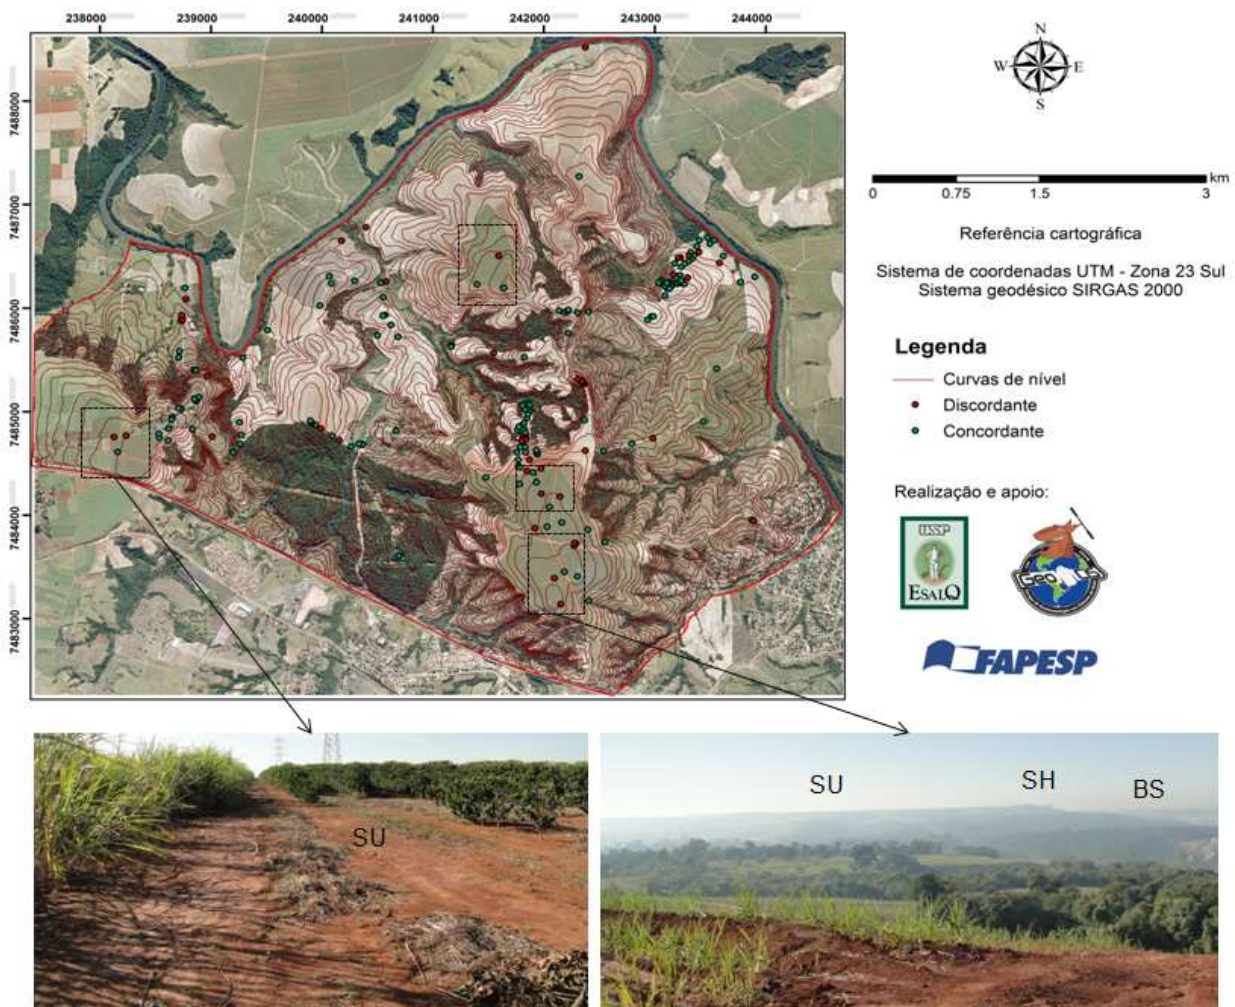 238000 239000 240000 241000 242000 243000 244000
7488000
7487000
7486000
7485000
7484000
7483000
N
W E
S
0 0.75 1.5 3 km
Referência cartográfica
Sistema de coordenadas UTM - Zona 23 Sul
Sistema geodésico SIRGAS 2000
Legenda
Curvas de nível
Discordante
Concordante
Realização e apoio:
USP
ESALQ
FAPESP
SU
SU SH BS